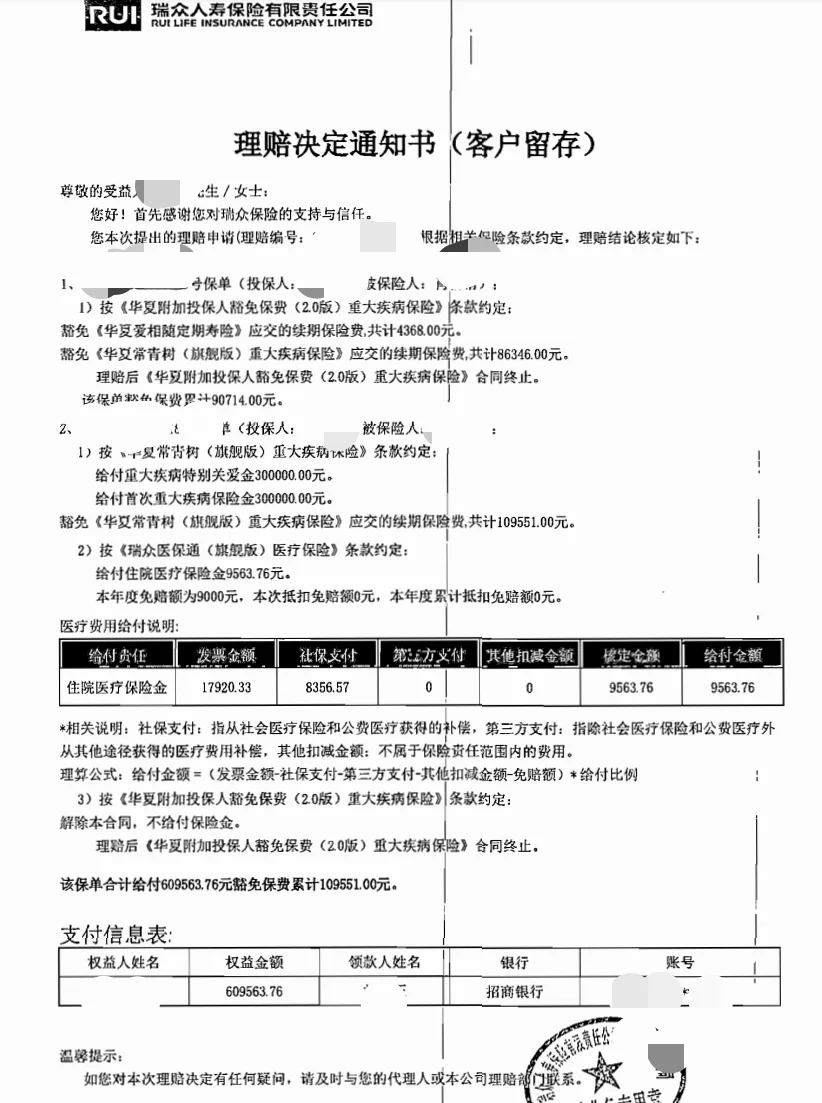 RUI 瑞众人寿保险有限责任公司
RUI LIFE INSURANCE COMPANY LIMITED
理赔决定通知书（客户留存）
尊敬的受益 生/女士：
您好！首先感谢您对瑞众保险的支持与信任。
您本次提出的理赔申请(理赔编号： 根据相关保险条款约定，理赔结论核定如下：
1、 号保单（投保人： 被保险人： ）：
1）按《华夏附加投保人豁免保费（2.0版）重大疾病保险》条款约定：
豁免《华夏爱相随定期寿险》应交的续期保险费,共计4368.00元。
豁免《华夏常青树（旗舰版）重大疾病保险》应交的续期保险费,共计86346.00元。
理赔后《华夏附加投保人豁免保费（2.0版）重大疾病保险》合同终止。
该保单豁免保费累计90714.00元。
2、 单（投保人： 被保险人 ：
1）按《华夏常青树（旗舰版）重大疾病保险》条款约定：
给付重大疾病特别关爱金300000.00元。
给付首次重大疾病保险金300000.00元。
豁免《华夏常青树（旗舰版）重大疾病保险》应交的续期保险费,共计109551.00元。
2）按《瑞众医保通（旗舰版）医疗保险》条款约定：
给付住院医疗保险金9563.76元。
本年度免赔额为9000元，本次抵扣免赔额0元，本年度累计抵扣免赔额0元。
医疗费用给付说明：
给付责任 发票金额 社保支付 第三方支付 其他扣减金额 核定金额 给付金额
住院医疗保险金 17920.33 8356.57 0 0 9563.76 9563.76
*相关说明：社保支付：指从社会医疗保险和公费医疗获得的补偿，第三方支付：指除社会医疗保险和公费医疗外
从其他途径获得的医疗费用补偿，其他扣减金额：不属于保险责任范围内的费用。
理算公式：给付金额＝（发票金额-社保支付-第三方支付-其他扣减金额-免赔额）*给付比例
3）按《华夏附加投保人豁免保费（2.0版）重大疾病保险》条款约定：
解除本合同，不给付保险金。
理赔后《华夏附加投保人豁免保费（2.0版）重大疾病保险》合同终止。
该保单合计给付609563.76元豁免保费累计109551.00元。
支付信息表：
权益人姓名 权益金额 领款人姓名 银行 账号
609563.76 招商银行 *
温馨提示：
如您对本次理赔决定有任何疑问，请及时与您的代理人或本公司理赔部门联系。